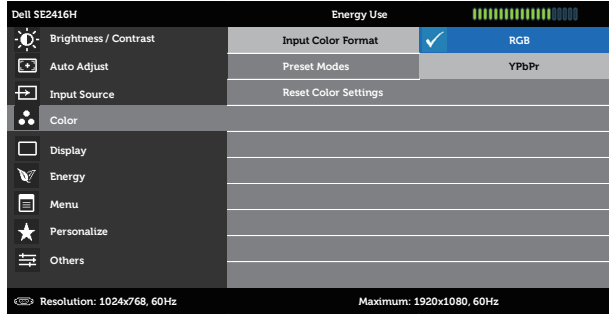 Dell SE2416H Energy Use
Brightness / Contrast Input Color Format RGB
Auto Adjust Preset Modes YPbPr
Input Source Reset Color Settings
Color
Display
Energy
Menu
Personalize
Others
Resolution: 1024x768, 60Hz Maximum: 1920x1080, 60Hz